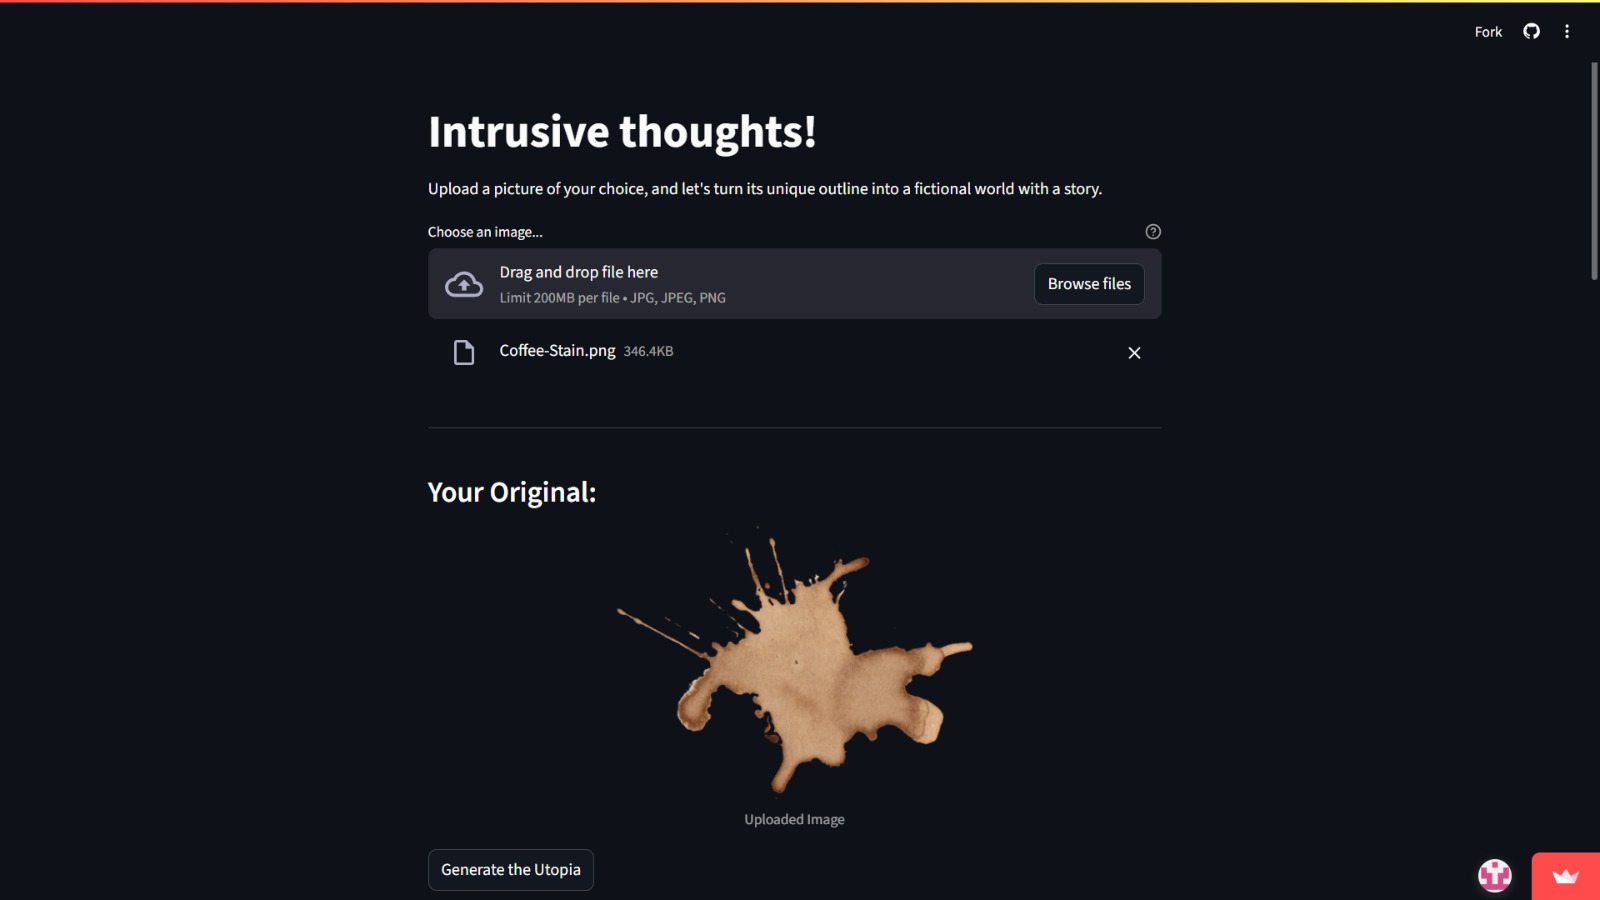 Fork
Intrusive thoughts!
Upload a picture of your choice, and let's turn its unique outline into a fictional world with a story.
Choose an image...
Drag and drop file here
Limit 200MB per file • JPG, JPEG, PNG
Browse files
Coffee-Stain.png 346.4KB
Your Original:
Uploaded Image
Generate the Utopia